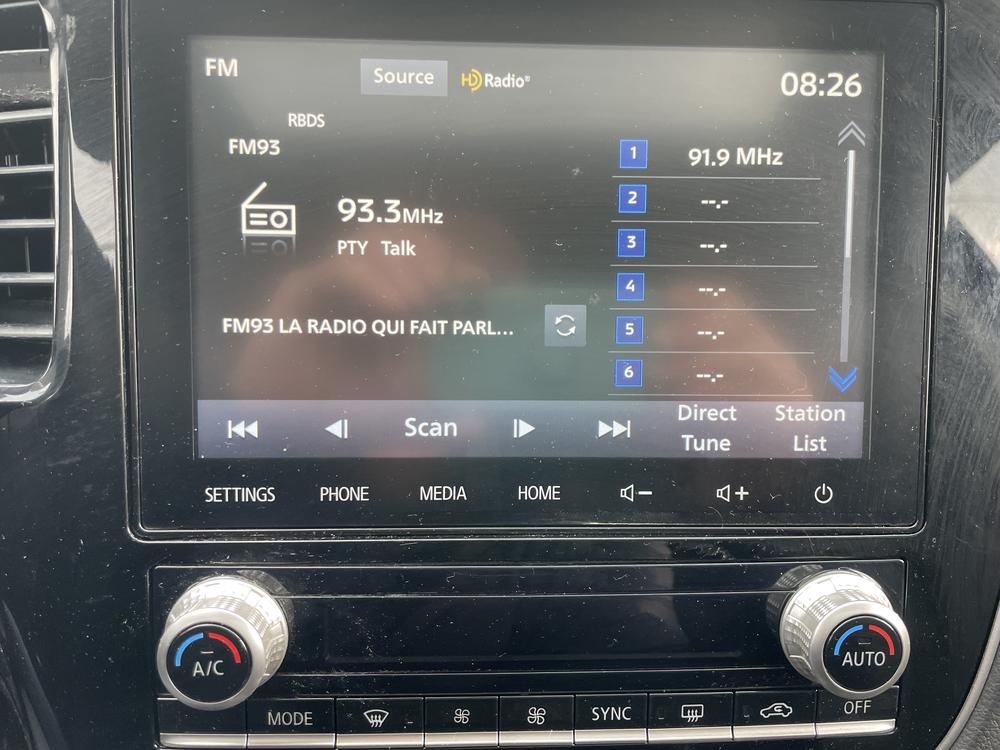 FM
Source
HD Radio®
08:26
RBDS
FM93
93.3MHz
PTY Talk
FM93 LA RADIO QUI FAIT PARL...
1 91.9 MHz
2 --.-
3 --.-
4 --.-
5 --.-
6 --.-
Scan
Direct
Tune
Station
List
SETTINGS PHONE MEDIA HOME
A/C
AUTO
MODE
SYNC
OFF